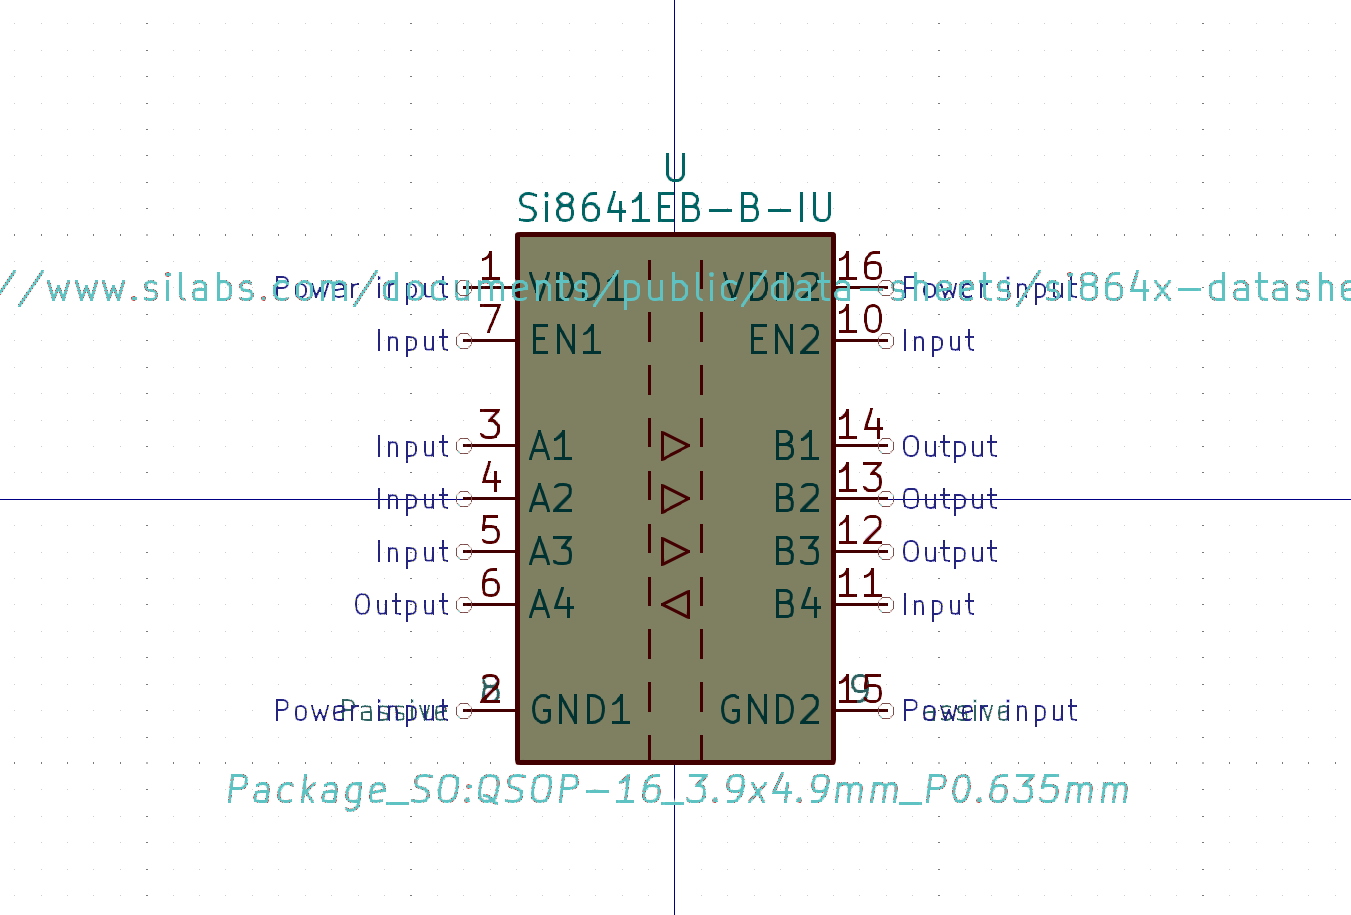 U
Si8641EB-B-IU
Power input 1 VDD1 VDD2 16 Power input
//www.silabs.com/documents/public/data-sheets/si864x-datashe
Input 7 EN1 EN2 10 Input
Input 3 A1 B1 14 Output
Input 4 A2 B2 13 Output
Input 5 A3 B3 12 Output
Output 6 A4 B4 11 Input
Power input Passive 2 8 GND1 GND2 15 9 Power input Passive
Package_SO:QSOP-16_3.9x4.9mm_P0.635mm